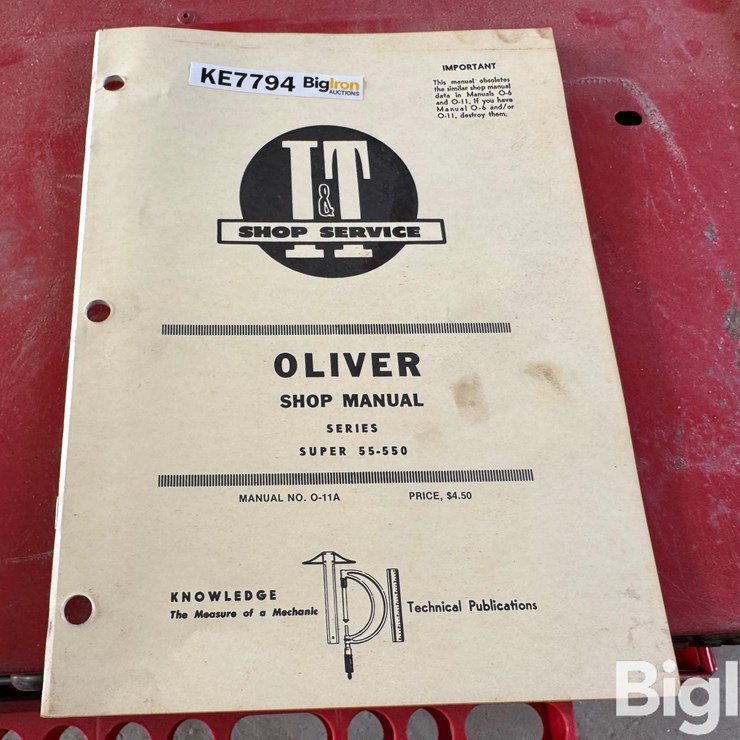 KE7794 BigIron
AUCTIONS
IMPORTANT
This manual obsoletes
the similar shop manual
data in Manuals O-6
and O-11. If you have
Manual O-6 and/or
O-11, destroy them.
I&T
SHOP SERVICE
OLIVER
SHOP MANUAL
SERIES
SUPER 55-550
MANUAL NO. O-11A PRICE, $4.50
KNOWLEDGE
The Measure of a Mechanic
Technical Publications
BigI